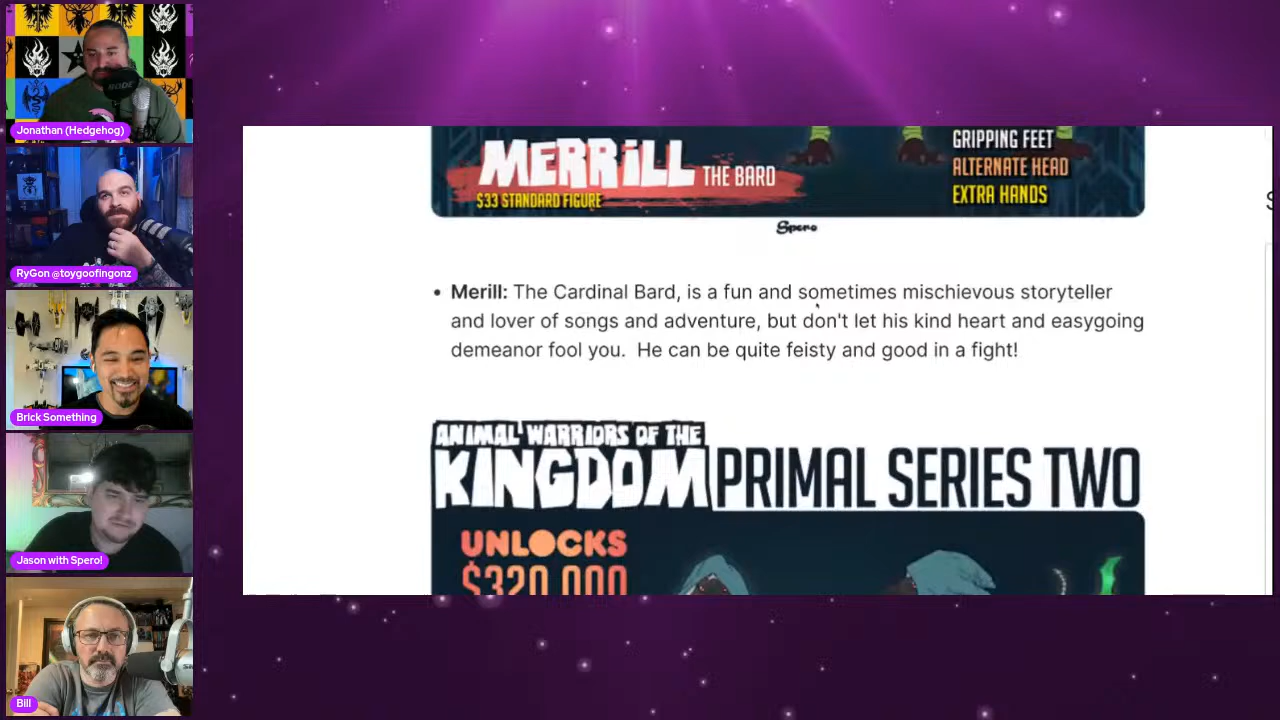 Jonathan (Hedgehog)
RyGon @toygoofingonz
Brick Something
Jason with Spero!
Bill
RODE
MERRiLL THE BARD
$33 STANDARD FIGURE
GRIPPING FEET
ALTERNATE HEAD
EXTRA HANDS
Spero
• Merill: The Cardinal Bard, is a fun and sometimes mischievous storyteller
and lover of songs and adventure, but don't let his kind heart and easygoing
demeanor fool you.  He can be quite feisty and good in a fight!
ANIMAL WARRIORS OF THE
KINGDOM PRIMAL SERIES TWO
UNLOCKS
$320,000
S